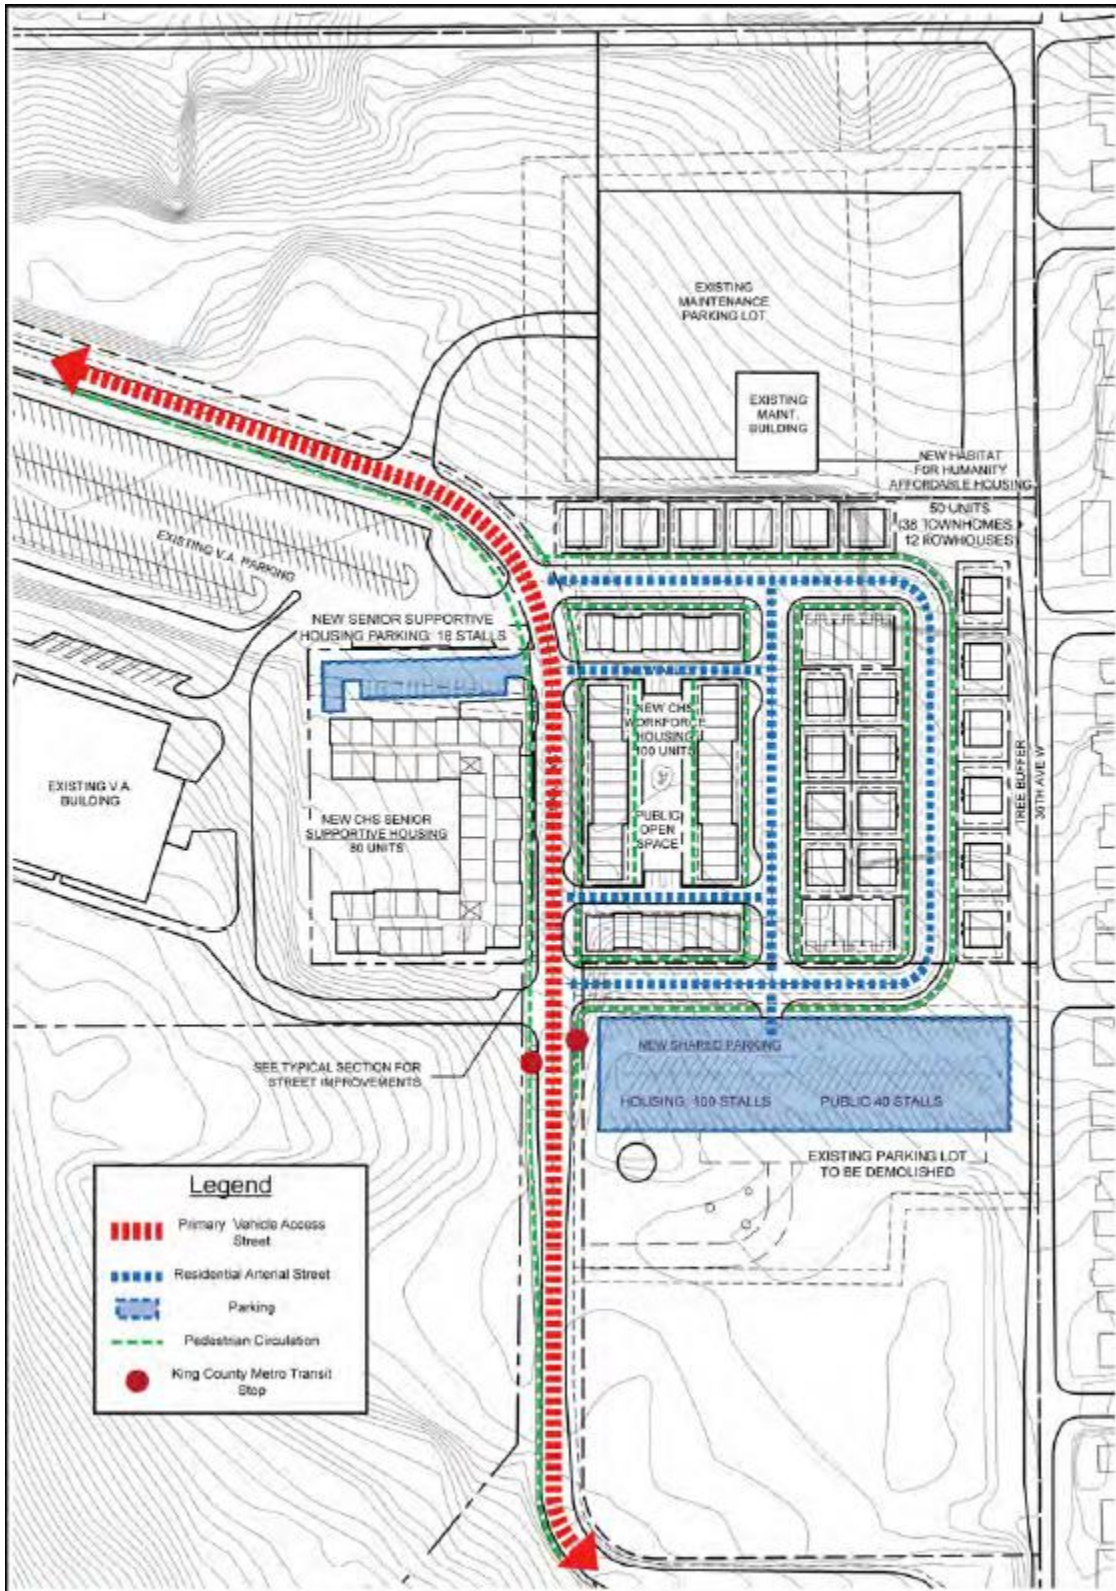 EXISTING
MAINTENANCE
PARKING LOT
EXISTING
MAINT.
BUILDING
NEW HABITAT
FOR HUMANITY
AFFORDABLE HOUSING
50 UNITS
(38 TOWNHOMES
12 ROWHOUSES)
EXISTING V.A. PARKING
NEW SENIOR SUPPORTIVE
HOUSING PARKING: 18 STALLS
EXISTING V.A.
BUILDING
NEW CHS
WORKFORCE
HOUSING
100 UNITS
PUBLIC
OPEN
SPACE
NEW CHS SENIOR
SUPPORTIVE HOUSING
80 UNITS
TREE BUFFER
36TH AVE W
SEE TYPICAL SECTION FOR
STREET IMPROVEMENTS
NEW SHARED PARKING
HOUSING: 100 STALLS
PUBLIC 40 STALLS
EXISTING PARKING LOT
TO BE DEMOLISHED
Legend
Primary Vehicle Access
Street
Residential Arterial Street
Parking
Pedestrian Circulation
King County Metro Transit
Stop